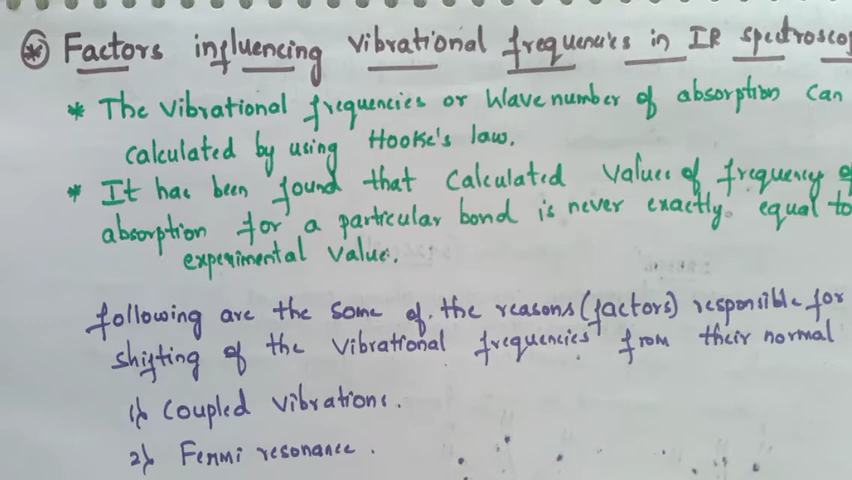 * Factors influencing vibrational frequencies in IR spectroscop
* The vibrational frequencies or wavenumber of absorption can
calculated by using Hooke's law.
* It has been found that calculated values of frequency of
absorption for a particular bond is never exactly equal to
experimental value.
following are the some of the reasons (factors) responsible for
shifting of the vibrational frequencies from their normal
1) Coupled vibrations.
2) Fermi resonance.